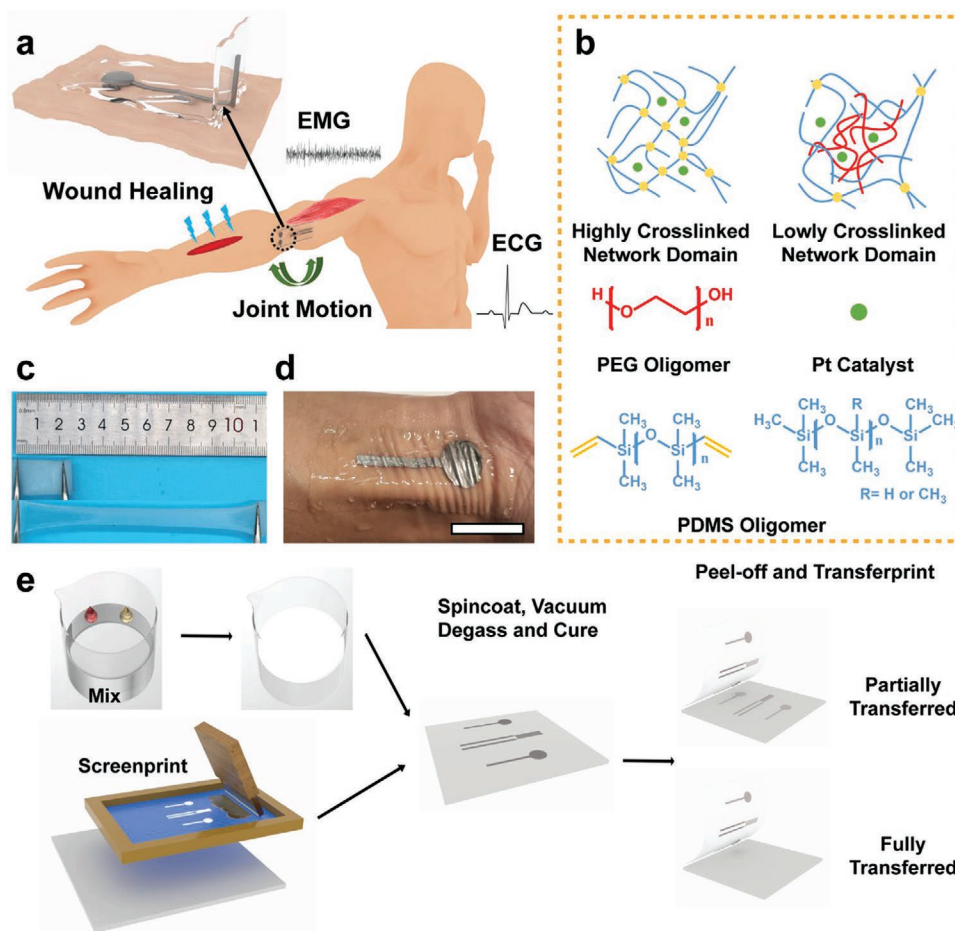 a
EMG
Wound Healing
ECG
Joint Motion
b
Highly Crosslinked
Network Domain
Lowly Crosslinked
Network Domain
H
O
OH
n
PEG Oligomer
Pt Catalyst
CH₃ CH₃
Si O Si
n
CH₃ CH₃
CH₃ R CH₃
H₃C O O CH₃
Si Si n Si
CH₃ CH₃ CH₃
R= H or CH₃
PDMS Oligomer
c
1 2 3 4 5 6 7 8 9 10 1
d
e
Mix
Screenprint
Spincoat, Vacuum
Degass and Cure
Peel-off and Transferprint
Partially
Transferred
Fully
Transferred